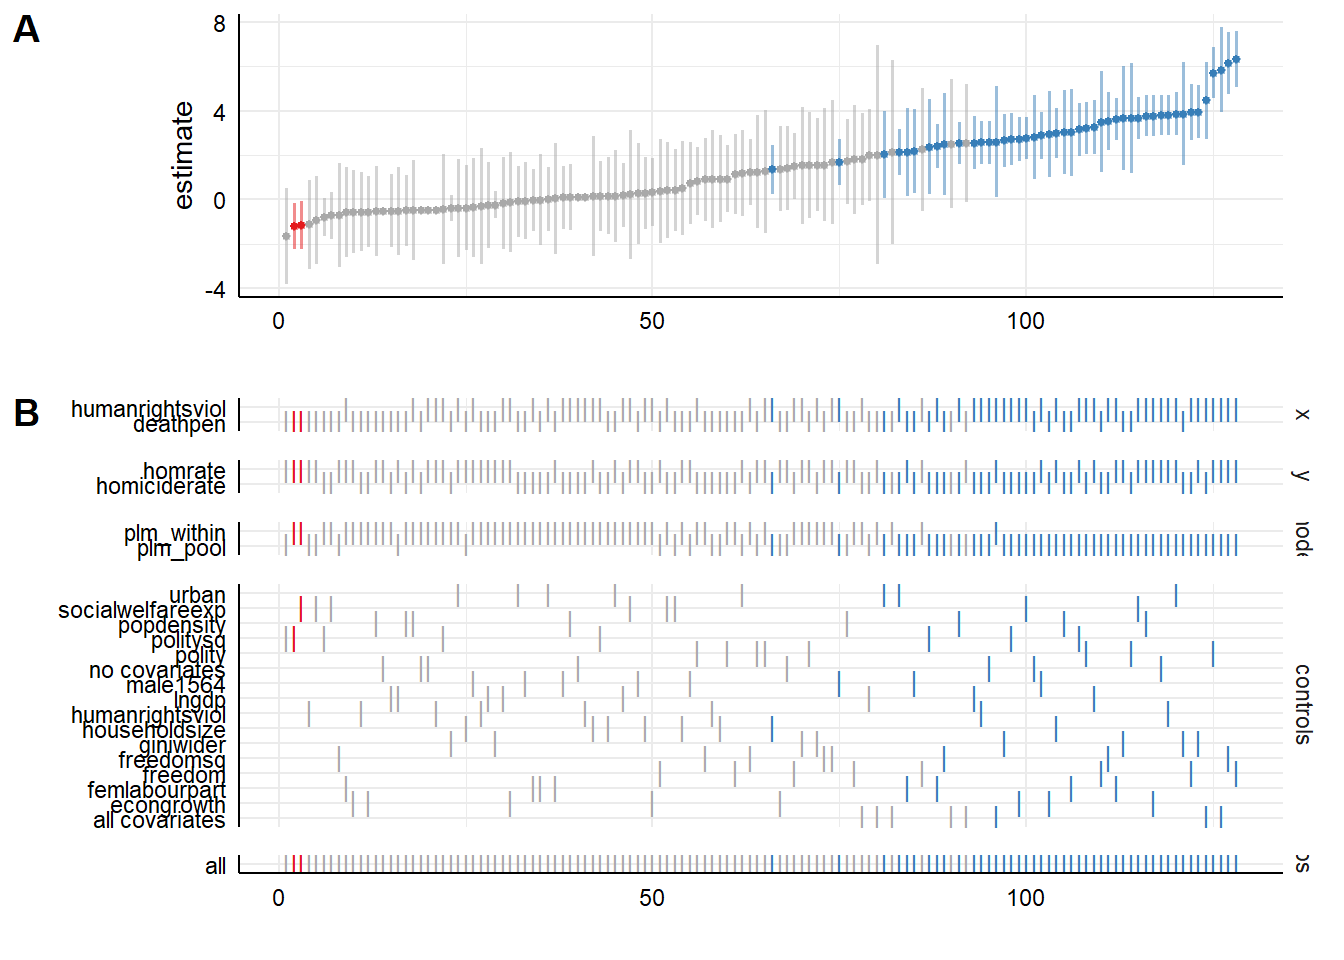 A
estimate
8
4
0
-4
0 50 100
B
humanrightsviol
deathpen
x
homrate
homiciderate
y
plm_within
plm_pool
urban
socialwelfareexp
popdensity
politysq
polity
no covariates
male1564
lngdp
humanrightsviol
householdsize
giniwider
freedomsq
freedom
femlabourpart
econgrowth
all covariates
controls
all
0 50 100